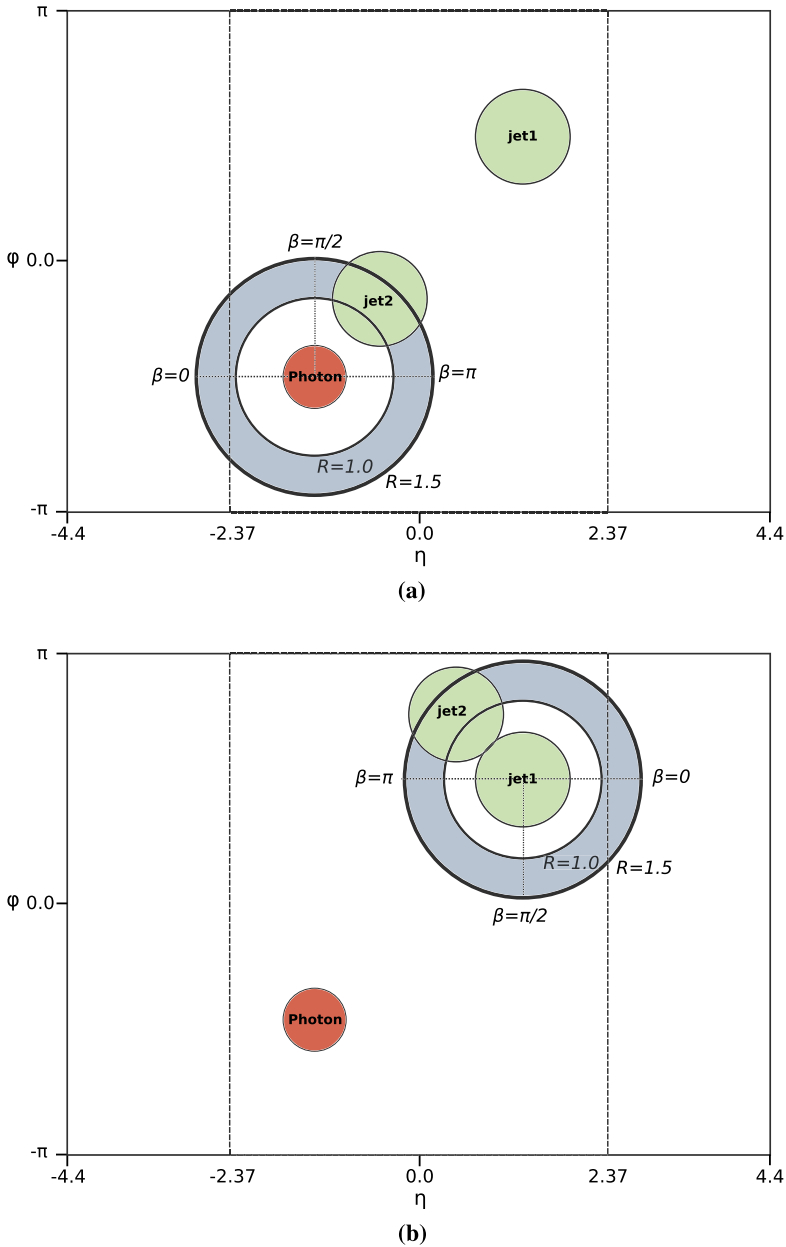 π
jet1
β=π/2
φ 0.0
jet2
β=0
Photon
β=π
R=1.0
R=1.5
-π
-4.4 -2.37 0.0 2.37 4.4
η
(a)
π
jet2
β=π
jet1
β=0
R=1.0
R=1.5
φ 0.0
β=π/2
Photon
-π
-4.4 -2.37 0.0 2.37 4.4
η
(b)